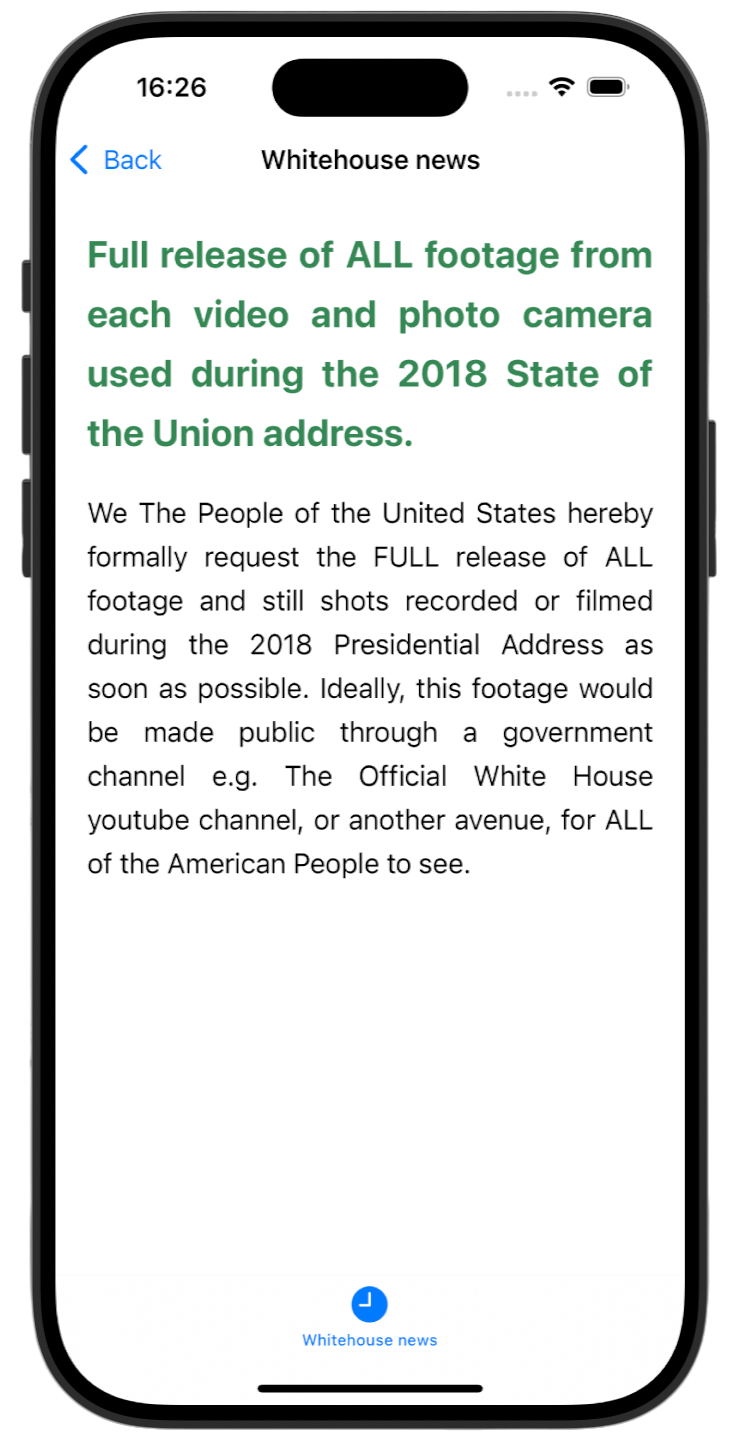 16:26
Back
Whitehouse news
Full release of ALL footage from
each video and photo camera
used during the 2018 State of
the Union address.
We The People of the United States hereby
formally request the FULL release of ALL
footage and still shots recorded or filmed
during the 2018 Presidential Address as
soon as possible. Ideally, this footage would
be made public through a government
channel e.g. The Official White House
youtube channel, or another avenue, for ALL
of the American People to see.
Whitehouse news